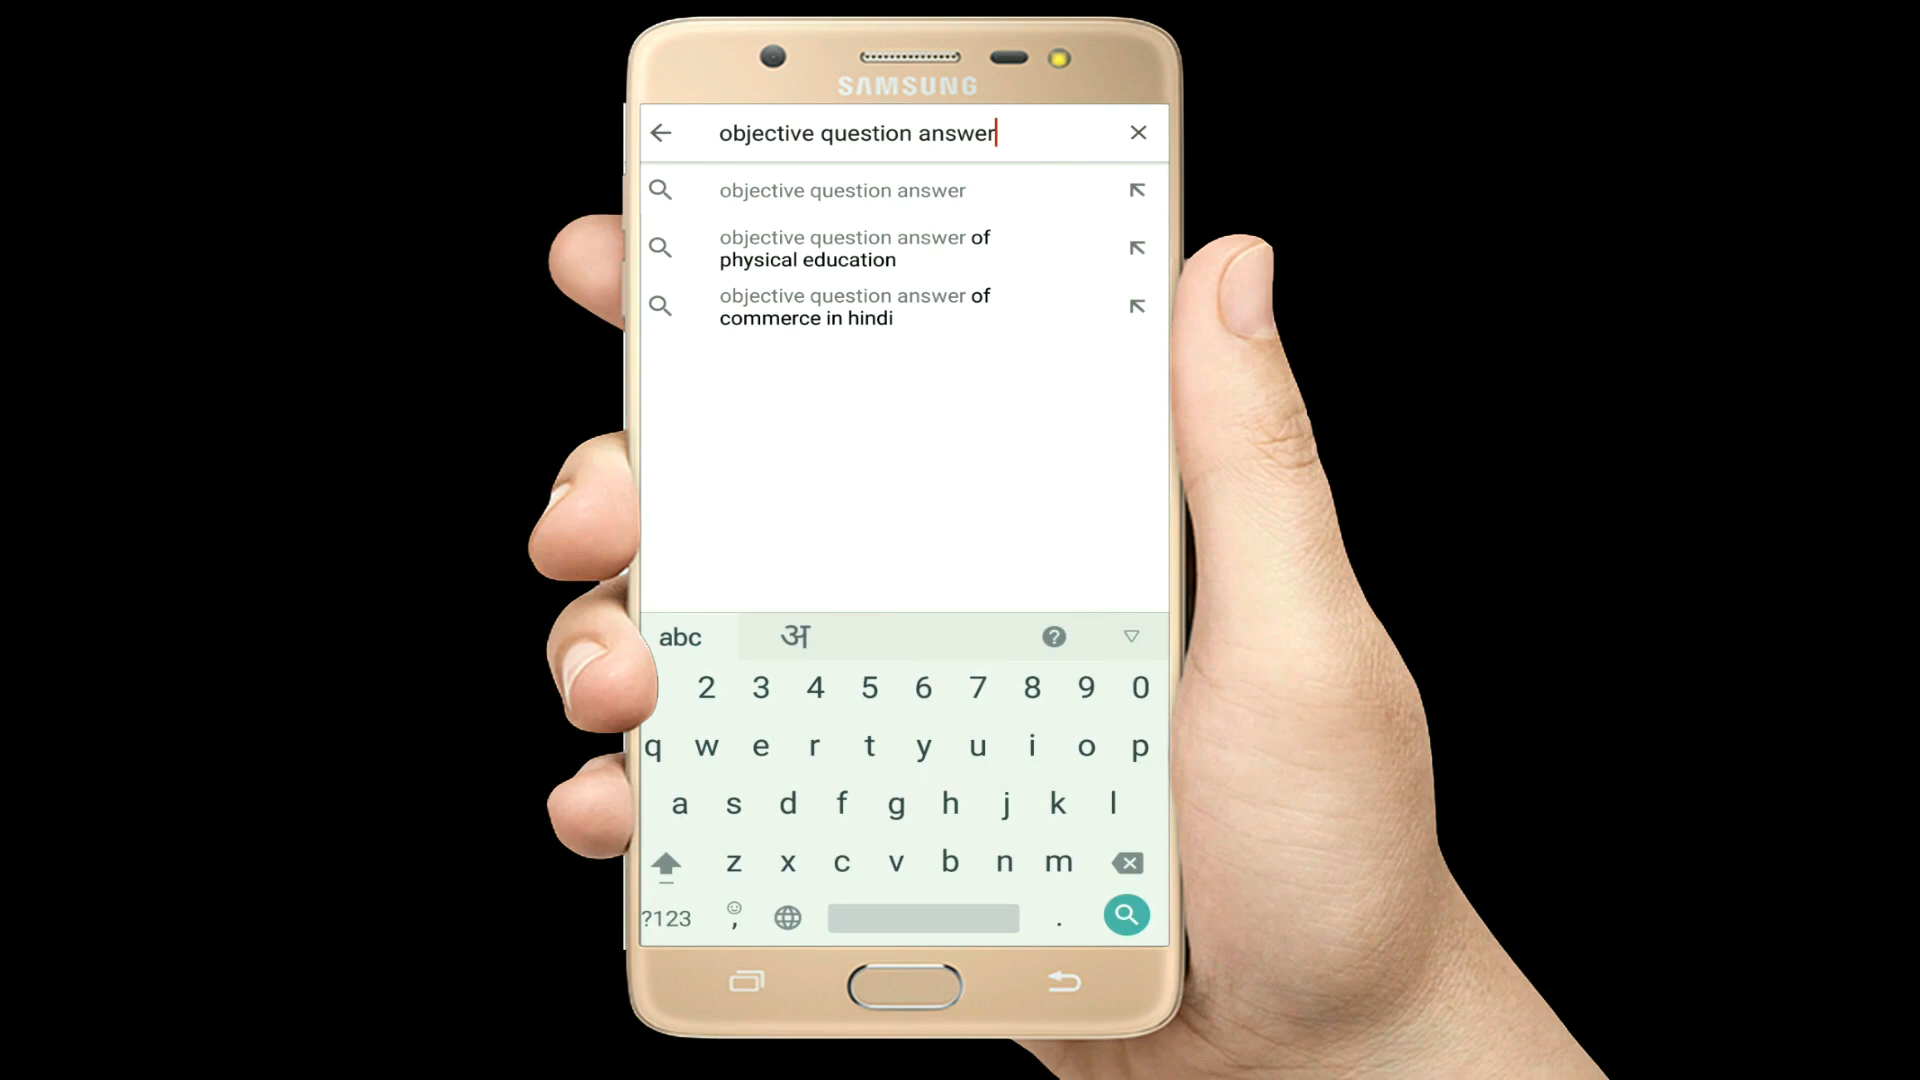 SAMSUNG
objective question answer
objective question answer
objective question answer of
physical education
objective question answer of
commerce in hindi
abc अ ?
2 3 4 5 6 7 8 9 0
q w e r t y u i o p
a s d f g h j k l
z x c v b n m
?123 , .